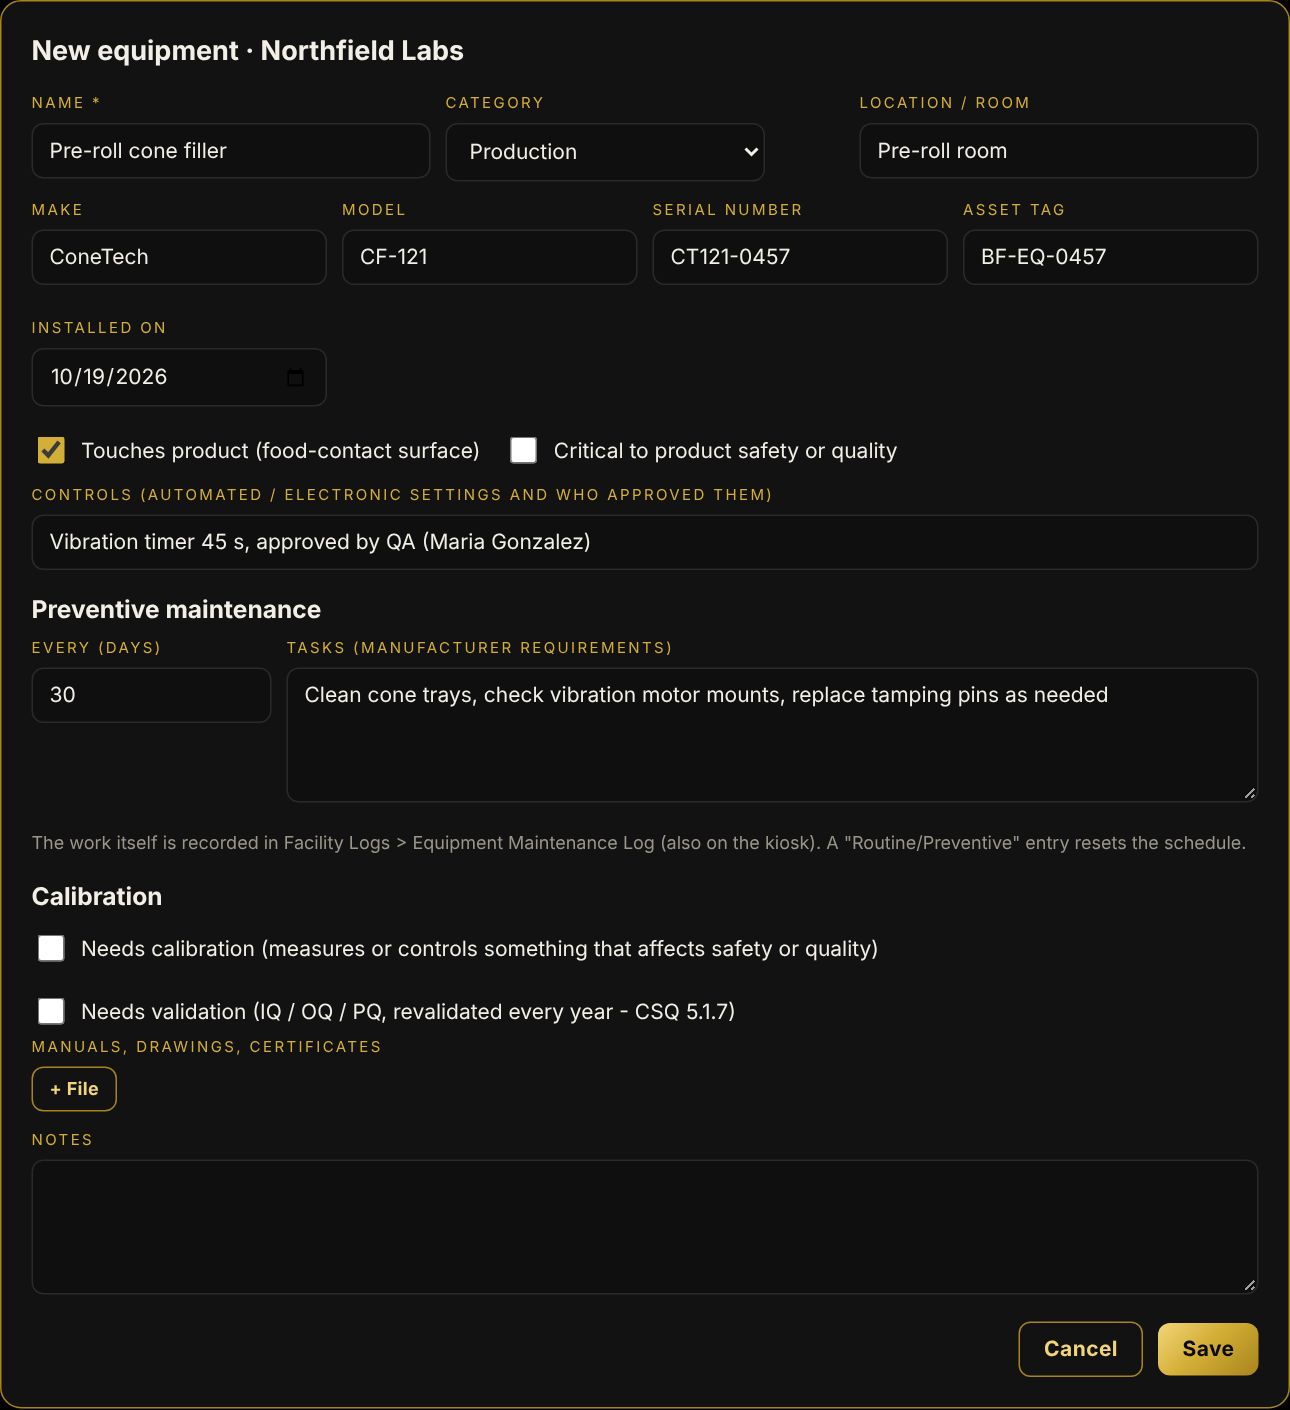 New equipment · Northfield Labs
NAME * CATEGORY LOCATION / ROOM
Pre-roll cone filler Production Pre-roll room
MAKE MODEL SERIAL NUMBER ASSET TAG
ConeTech CF-121 CT121-0457 BF-EQ-0457
INSTALLED ON
10/19/2026
Touches product (food-contact surface) Critical to product safety or quality
CONTROLS (AUTOMATED / ELECTRONIC SETTINGS AND WHO APPROVED THEM)
Vibration timer 45 s, approved by QA (Maria Gonzalez)
Preventive maintenance
EVERY (DAYS) TASKS (MANUFACTURER REQUIREMENTS)
30 Clean cone trays, check vibration motor mounts, replace tamping pins as needed
The work itself is recorded in Facility Logs > Equipment Maintenance Log (also on the kiosk). A "Routine/Preventive" entry resets the schedule.
Calibration
Needs calibration (measures or controls something that affects safety or quality)
Needs validation (IQ / OQ / PQ, revalidated every year - CSQ 5.1.7)
MANUALS, DRAWINGS, CERTIFICATES
+ File
NOTES
Cancel Save